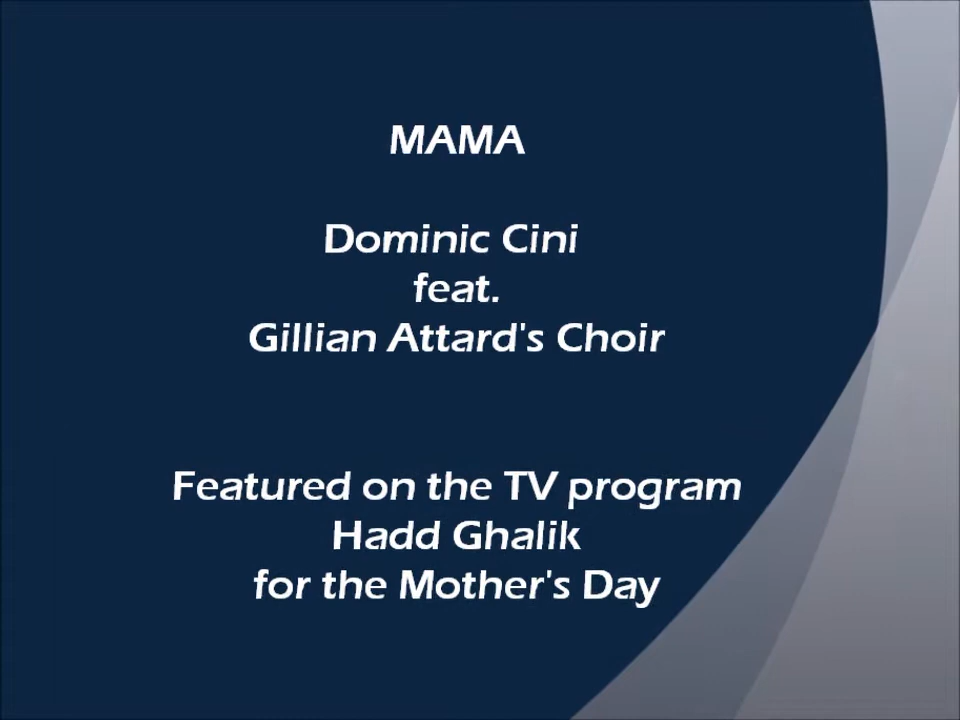 MAMA
Dominic Cini
feat.
Gillian Attard's Choir
Featured on the TV program
Hadd Ghalik
for the Mother's Day